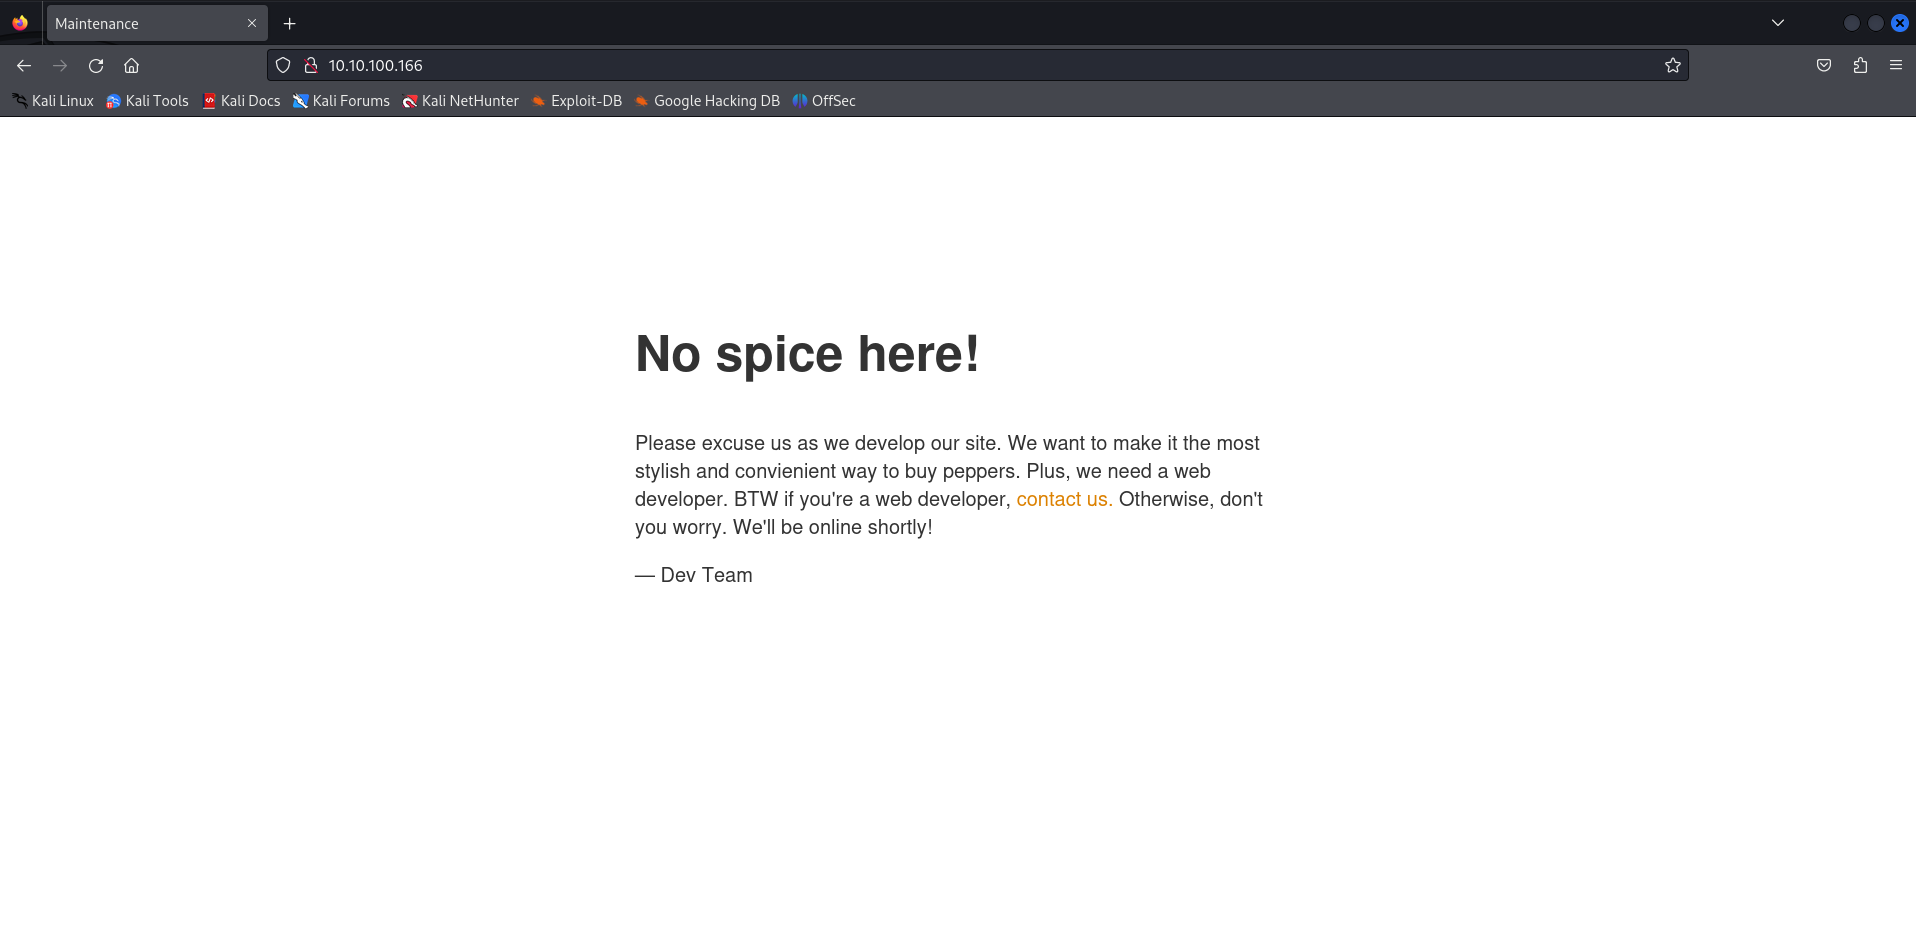 Maintenance
10.10.100.166
Kali Linux Kali Tools Kali Docs Kali Forums Kali NetHunter Exploit-DB Google Hacking DB OffSec
No spice here!
Please excuse us as we develop our site. We want to make it the most
stylish and convienient way to buy peppers. Plus, we need a web
developer. BTW if you're a web developer, contact us. Otherwise, don't
you worry. We'll be online shortly!
— Dev Team